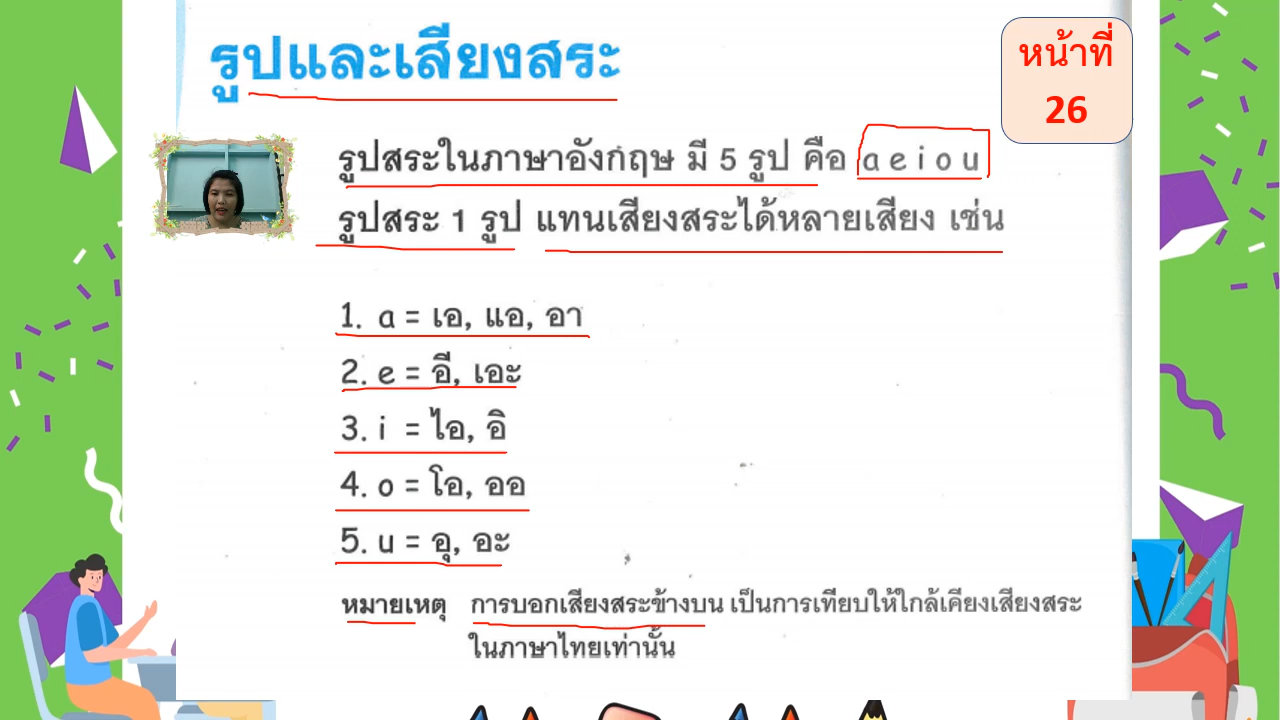 รูปและเสียงสระ
หน้าที่
26
รูปสระในภาษาอังกฤษ มี 5 รูป คือ a e i o u
รูปสระ 1 รูป แทนเสียงสระได้หลายเสียง เช่น
1. a = เอ, แอ, อา
2. e = อี, เอะ
3. i = ไอ, อิ
4. o = โอ, ออ
5. u = อุ, อะ
หมายเหตุ การบอกเสียงสระข้างบน เป็นการเทียบให้ใกล้เคียงเสียงสระ
ในภาษาไทยเท่านั้น